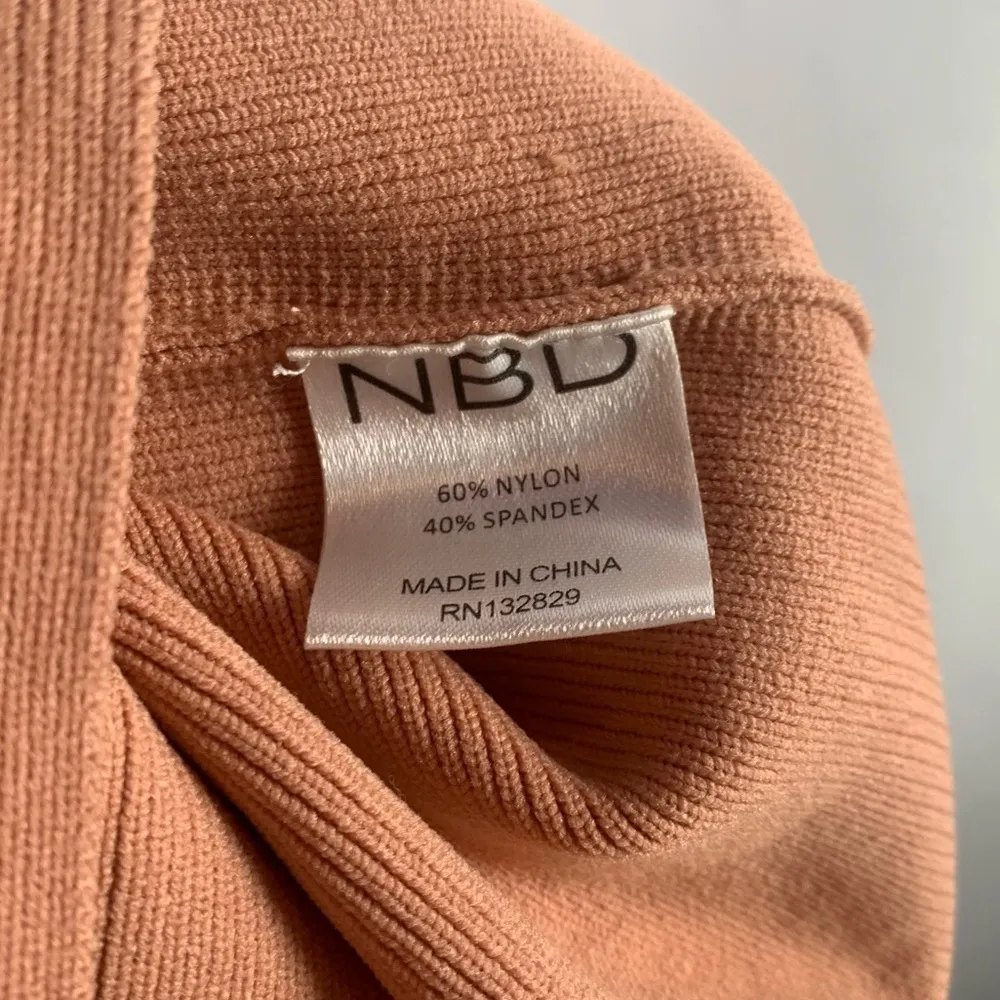 NBD
60% NYLON
40% SPANDEX
MADE IN CHINA
RN132829